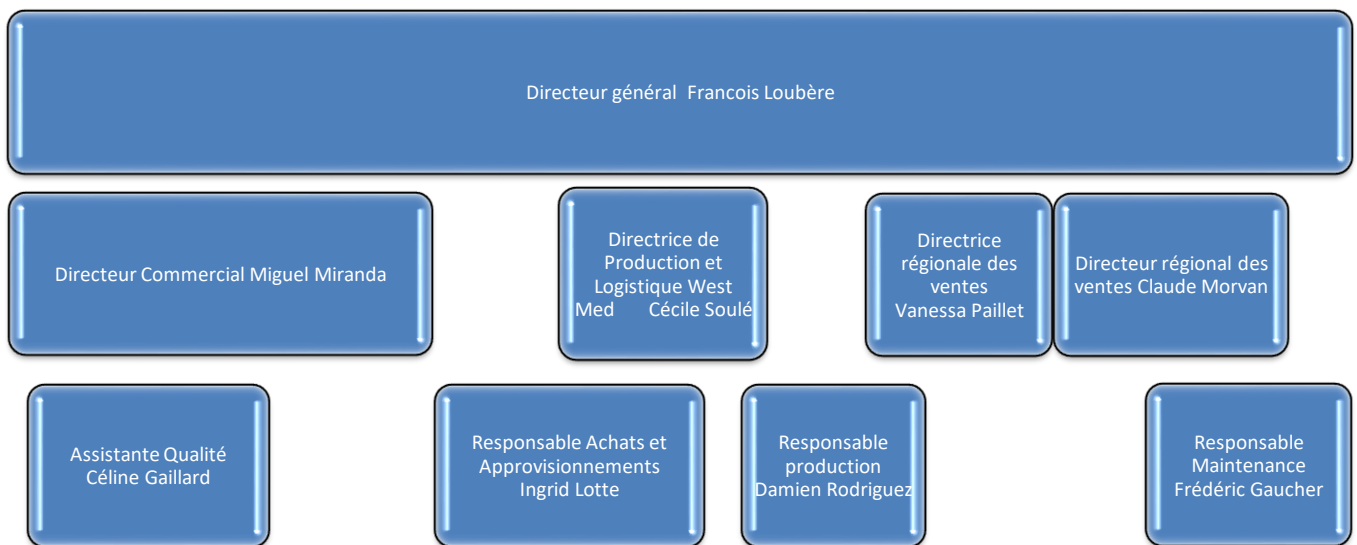 Directeur général  Francois Loubère
Directeur Commercial Miguel Miranda
Directrice de
Production et
Logistique West
Med      Cécile Soulé
Directrice
régionale des
ventes
Vanessa Paillet
Directeur régional des
ventes Claude Morvan
Assistante Qualité
Céline Gaillard
Responsable Achats et
Approvisionnements
Ingrid Lotte
Responsable
production
Damien Rodriguez
Responsable
Maintenance
Frédéric Gaucher